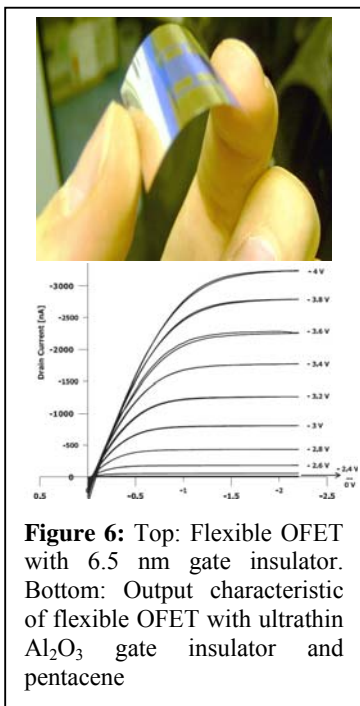 -3000
-2500
-2000
-1500
-1000
-500
Drain Current [nA]
- 4 V
- 3.8 V
- 3.6 V
- 3.4 V
- 3.2 V
- 3 V
- 2.8 V
- 2.6 V
- 2.4 V
0 V
0.5
0
-0.5
-1
-1.5
-2
-2.5
Figure 6: Top: Flexible OFET
with 6.5 nm gate insulator.
Bottom: Output characteristic
of flexible OFET with ultrathin
Al₂O₃ gate insulator and
pentacene